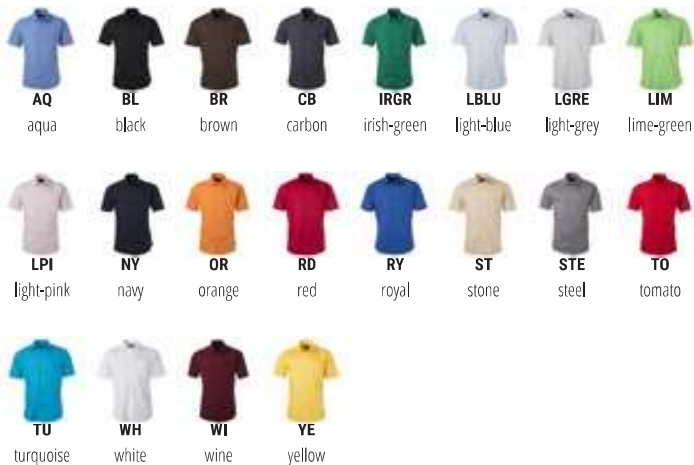 AQ BL BR CB IRGR LBLU LGRE LIM
aqua black brown carbon irish-green light-blue light-grey lime-green
LPI NY OR RD RY ST STE TO
light-pink navy orange red royal stone steel tomato
TU WH WI YE
turquoise white wine yellow